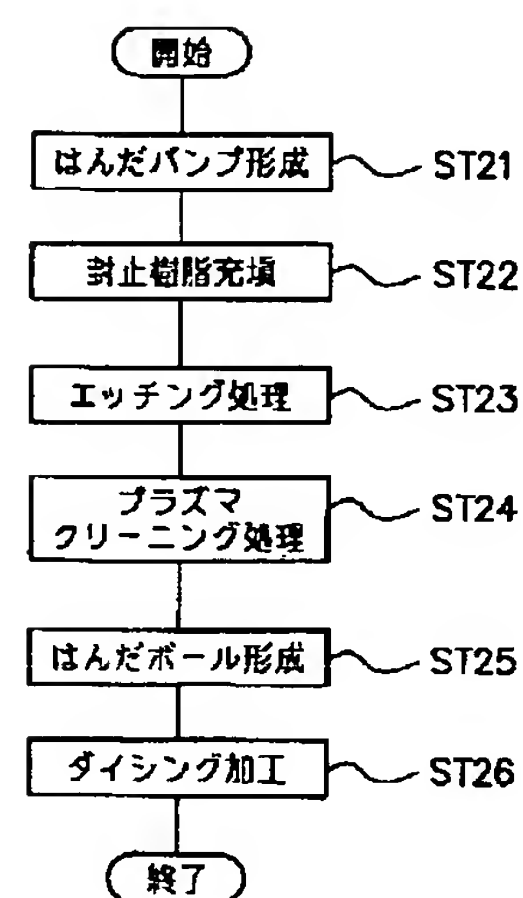 開始
はんだバンプ形成
ST21
封止樹脂充填
ST22
エッチング処理
ST23
プラズマ
クリーニング処理
ST24
はんだボール形成
ST25
ダイシング加工
ST26
終了